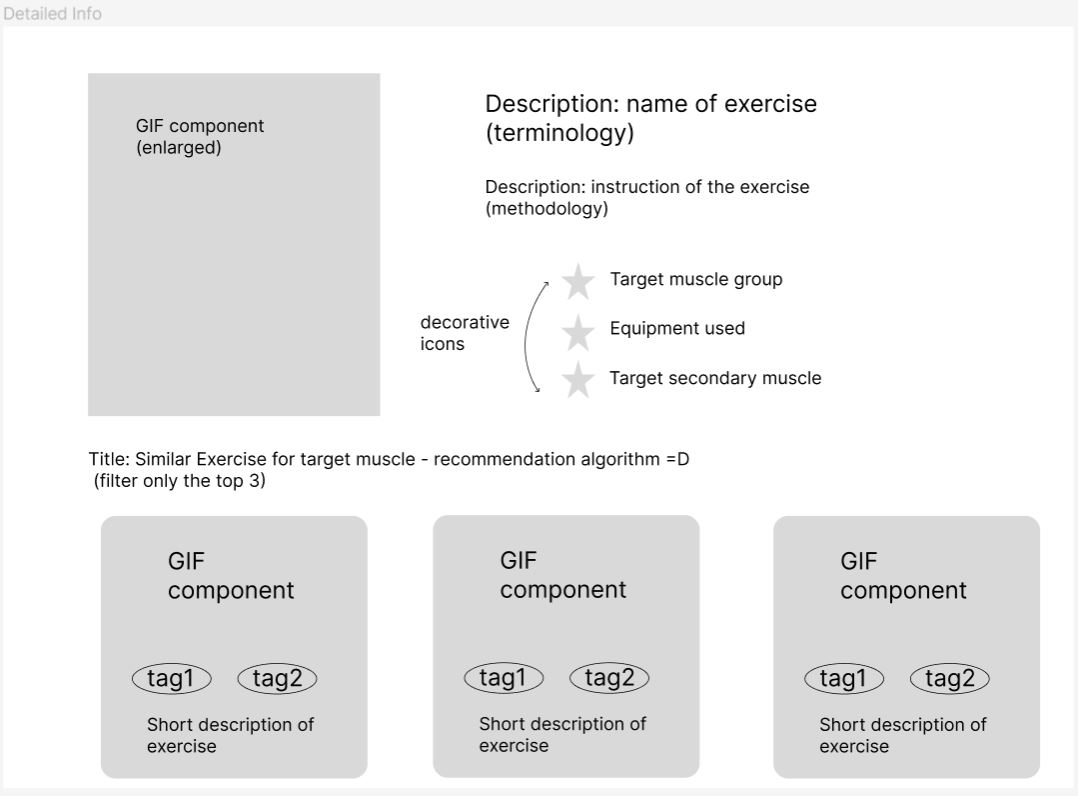 Detailed Info
GIF component
(enlarged)
Description: name of exercise
(terminology)
Description: instruction of the exercise
(methodology)
decorative
icons
Target muscle group
Equipment used
Target secondary muscle
Title: Similar Exercise for target muscle - recommendation algorithm =D
(filter only the top 3)
GIF
component
tag1 tag2
Short description of
exercise
GIF
component
tag1 tag2
Short description of
exercise
GIF
component
tag1 tag2
Short description of
exercise